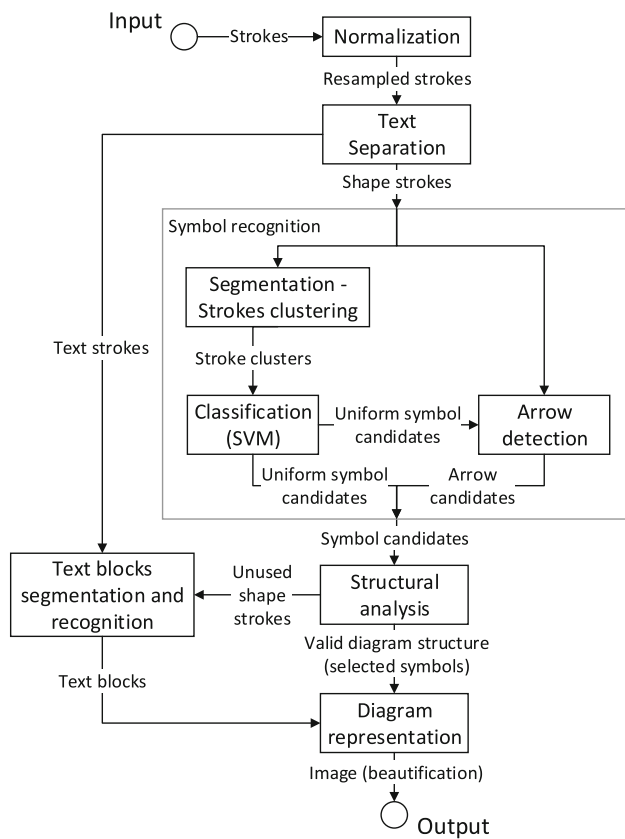 Input
Strokes
Normalization
Resampled strokes
Text
Separation
Shape strokes
Symbol recognition
Segmentation -
Strokes clustering
Text strokes
Stroke clusters
Classification
(SVM)
Uniform symbol
candidates
Arrow
detection
Uniform symbol
candidates
Arrow
candidates
Symbol candidates
Text blocks
segmentation and
recognition
Unused
shape
strokes
Structural
analysis
Valid diagram structure
(selected symbols)
Text blocks
Diagram
representation
Image (beautification)
Output